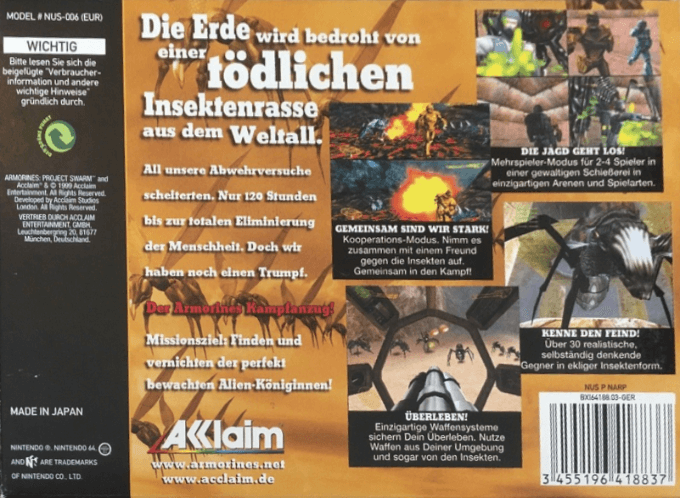 MODEL # NUS-006 (EUR)
WICHTIG
Bitte lesen Sie sich die
beigefügte "Verbraucher-
information und andere
wichtige Hinweise"
gründlich durch.
ARMORINES: PROJECT SWARM™ and
Acclaim® & © 1999 Acclaim
Entertainment. All Rights Reserved.
Developed by Acclaim Studios
London. All Rights Reserved.
VERTRIEB DURCH ACCLAIM
ENTERTAINMENT, GMBH,
Leuchtenbergring 20, 81677
München, Deutschland.
MADE IN JAPAN
NINTENDO ®, NINTENDO 64,
AND N ARE TRADEMARKS
OF NINTENDO CO., LTD.
Die Erde wird bedroht von
einer tödlichen
Insektenrasse
aus dem Weltall.
All unsere Abwehrversuche
scheiterten. Nur 120 Stunden
bis zur totalen Eliminierung
der Menschheit. Doch wir
haben noch einen Trumpf.
Der Armorines Kampfanzug!
Missionsziel: Finden und
vernichten der perfekt
bewachten Alien-Königinnen!
AKKlaim
www.armorines.net
www.acclaim.de
GEMEINSAM SIND WIR STARK!
Kooperations-Modus. Nimm es
zusammen mit einem Freund
gegen die Insekten auf.
Gemeinsam in den Kampf!
ÜBERLEBEN!
Einzigartige Waffensysteme
sichern Dein Überleben. Nutze
Waffen aus Deiner Umgebung
und sogar von den Insekten.
DIE JAGD GEHT LOS!
Mehrspieler-Modus für 2-4 Spieler in
einer gewaltigen Schießerei in
einzigartigen Arenen und Spielarten.
KENNE DEN FEIND!
Über 30 realistische,
selbständig denkende
Gegner in ekliger Insektenform.
NUS P NARP
BXI64188.03-GER
3 455196 418837